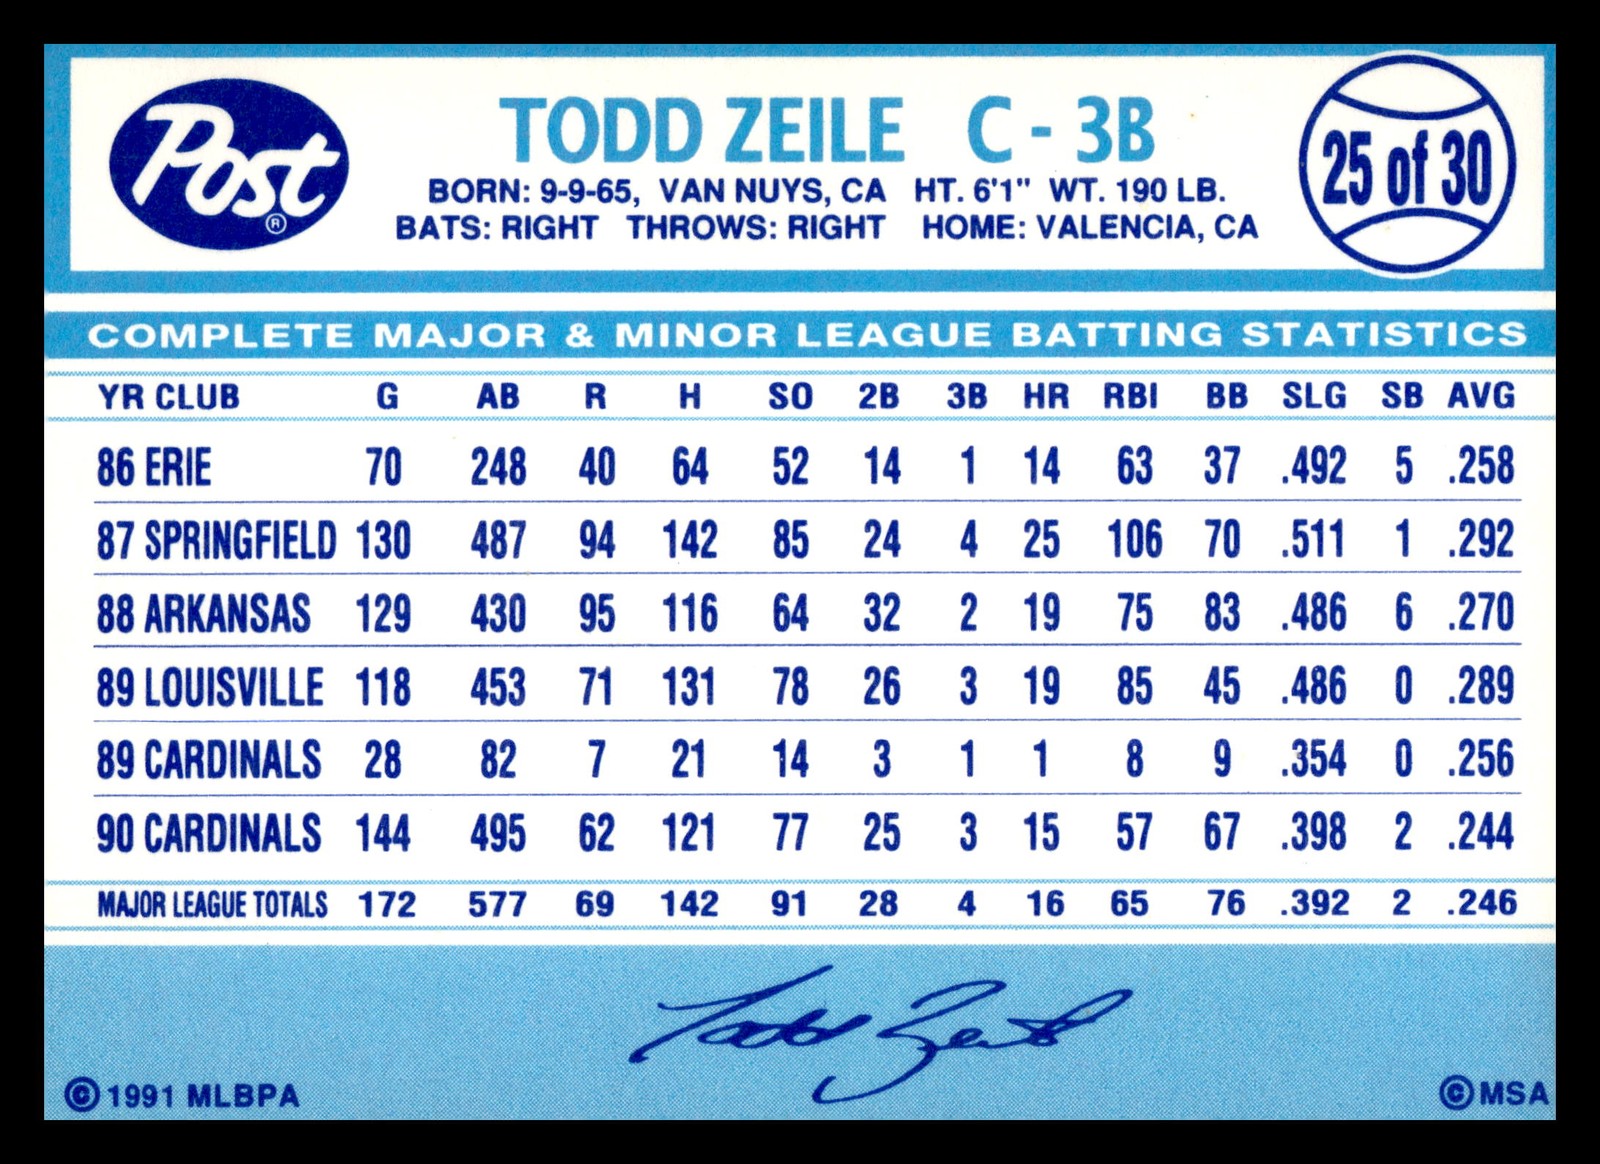 Post®
TODD ZEILE C - 3B
25 of 30
BORN: 9-9-65, VAN NUYS, CA HT. 6'1" WT. 190 LB.
BATS: RIGHT THROWS: RIGHT HOME: VALENCIA, CA
COMPLETE MAJOR & MINOR LEAGUE BATTING STATISTICS
YR CLUB G AB R H SO 2B 3B HR RBI BB SLG SB AVG
86 ERIE 70 248 40 64 52 14 1 14 63 37 .492 5 .258
87 SPRINGFIELD 130 487 94 142 85 24 4 25 106 70 .511 1 .292
88 ARKANSAS 129 430 95 116 64 32 2 19 75 83 .486 6 .270
89 LOUISVILLE 118 453 71 131 78 26 3 19 85 45 .486 0 .289
89 CARDINALS 28 82 7 21 14 3 1 1 8 9 .354 0 .256
90 CARDINALS 144 495 62 121 77 25 3 15 57 67 .398 2 .244
MAJOR LEAGUE TOTALS 172 577 69 142 91 28 4 16 65 76 .392 2 .246
Todd Zeile
© 1991 MLBPA
© MSA